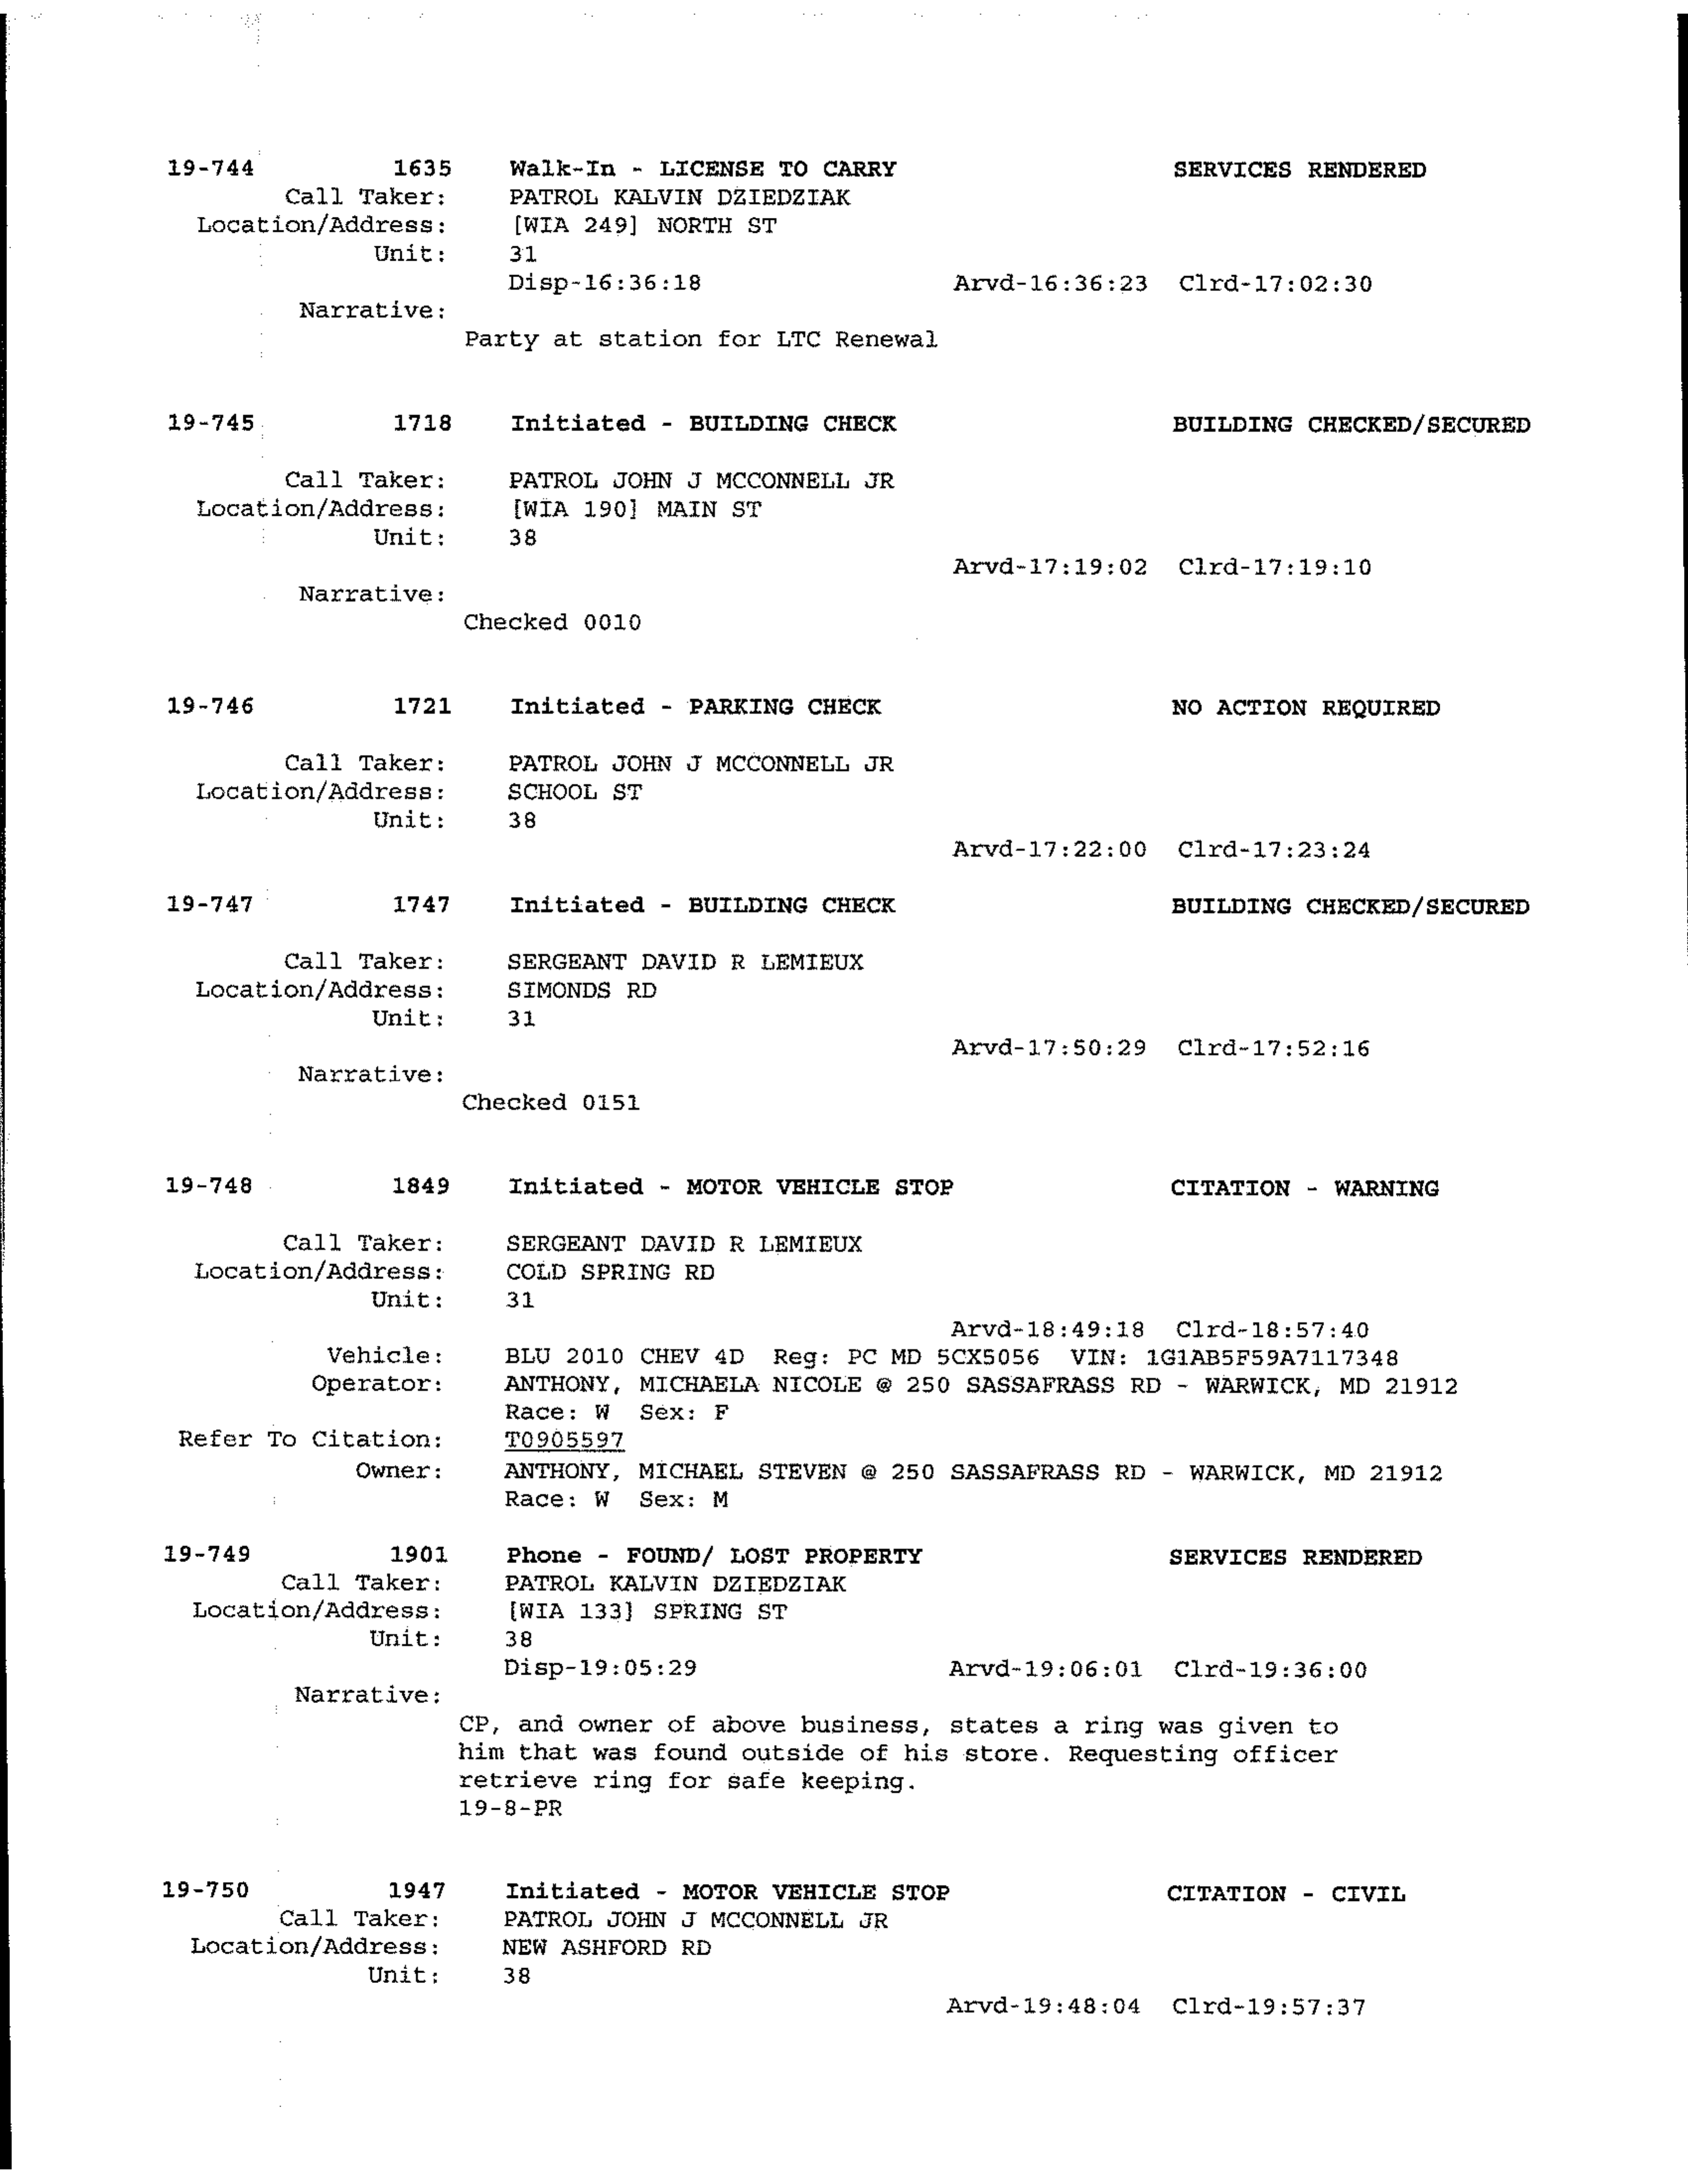 19-744 1635 Walk-In - LICENSE TO CARRY SERVICES RENDERED
Call Taker: PATROL KALVIN DZIEDZIAK
Location/Address: [WIA 249] NORTH ST
Unit: 31
Disp-16:36:18 Arvd-16:36:23 Clrd-17:02:30
Narrative:
Party at station for LTC Renewal
19-745 1718 Initiated - BUILDING CHECK BUILDING CHECKED/SECURED
Call Taker: PATROL JOHN J MCCONNELL JR
Location/Address: [WIA 190] MAIN ST
Unit: 38
Arvd-17:19:02 Clrd-17:19:10
Narrative:
Checked 0010
19-746 1721 Initiated - PARKING CHECK NO ACTION REQUIRED
Call Taker: PATROL JOHN J MCCONNELL JR
Location/Address: SCHOOL ST
Unit: 38
Arvd-17:22:00 Clrd-17:23:24
19-747 1747 Initiated - BUILDING CHECK BUILDING CHECKED/SECURED
Call Taker: SERGEANT DAVID R LEMIEUX
Location/Address: SIMONDS RD
Unit: 31
Arvd-17:50:29 Clrd-17:52:16
Narrative:
Checked 0151
19-748 1849 Initiated - MOTOR VEHICLE STOP CITATION - WARNING
Call Taker: SERGEANT DAVID R LEMIEUX
Location/Address: COLD SPRING RD
Unit: 31
Arvd-18:49:18 Clrd-18:57:40
Vehicle: BLU 2010 CHEV 4D Reg: PC MD 5CX5056 VIN: 1G1AB5F59A7117348
Operator: ANTHONY, MICHAELA NICOLE @ 250 SASSAFRASS RD - WARWICK, MD 21912
Race: W Sex: F
Refer To Citation: T0905597
Owner: ANTHONY, MICHAEL STEVEN @ 250 SASSAFRASS RD - WARWICK, MD 21912
Race: W Sex: M
19-749 1901 Phone - FOUND/ LOST PROPERTY SERVICES RENDERED
Call Taker: PATROL KALVIN DZIEDZIAK
Location/Address: [WIA 133] SPRING ST
Unit: 38
Disp-19:05:29 Arvd-19:06:01 Clrd-19:36:00
Narrative:
CP, and owner of above business, states a ring was given to
him that was found outside of his store. Requesting officer
retrieve ring for safe keeping.
19-8-PR
19-750 1947 Initiated - MOTOR VEHICLE STOP CITATION - CIVIL
Call Taker: PATROL JOHN J MCCONNELL JR
Location/Address: NEW ASHFORD RD
Unit: 38
Arvd-19:48:04 Clrd-19:57:37